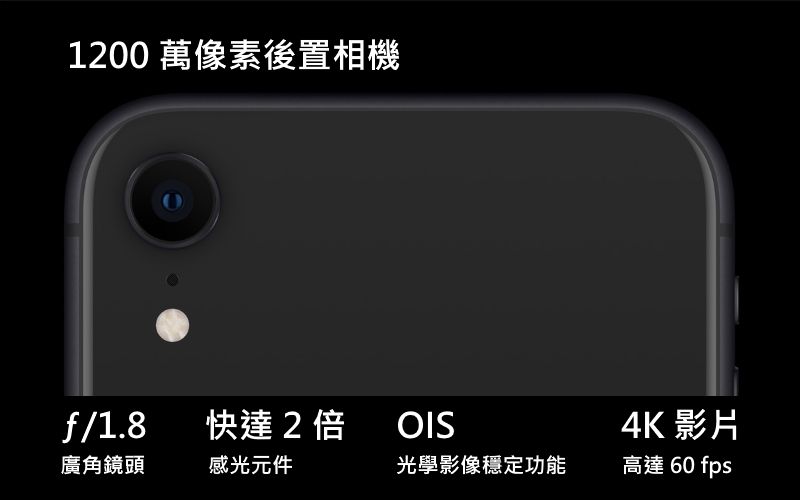 1200 萬像素後置相機
ƒ/1.8
廣角鏡頭
快達 2 倍
感光元件
OIS
光學影像穩定功能
4K 影片
高達 60 fps